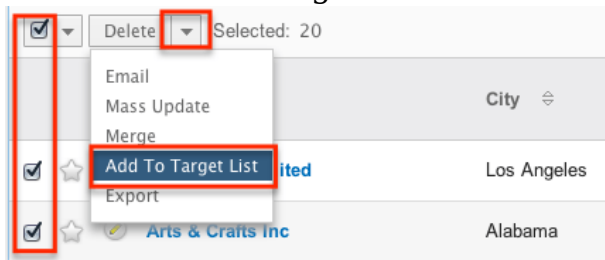 Delete Selected: 20
Email
Mass Update
Merge
City
Add To Target List
ited
Los Angeles
Export
Arts & Crafts Inc
Alabama